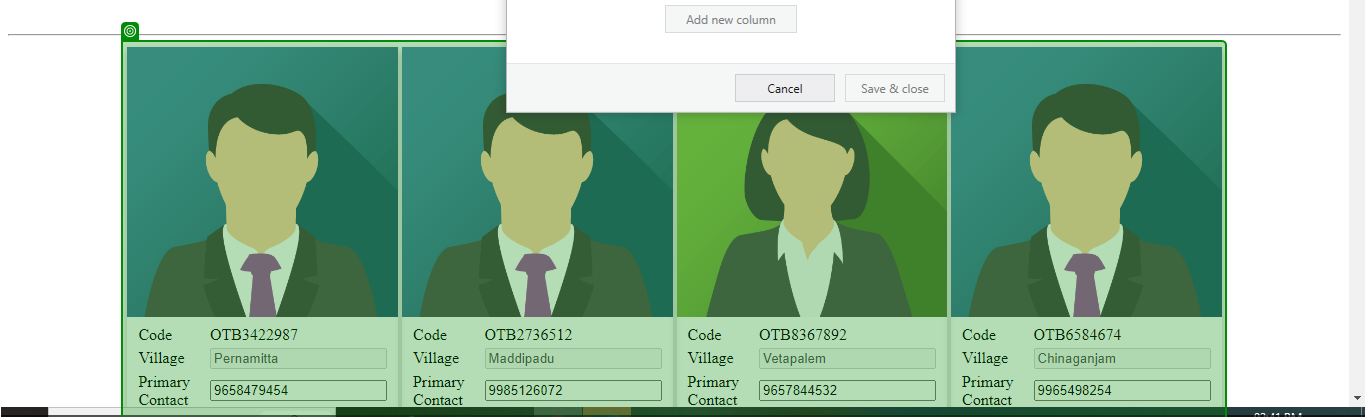 Add new column
Cancel Save & close
Code OTB3422987 Code OTB2736512 Code OTB8367892 Code OTB6584674
Village Pernamitta Village Maddipadu Village Vetapalem Village Chinaganjam
Primary Contact 9658479454 Primary Contact 9985126072 Primary Contact 9657844532 Primary Contact 9965498254